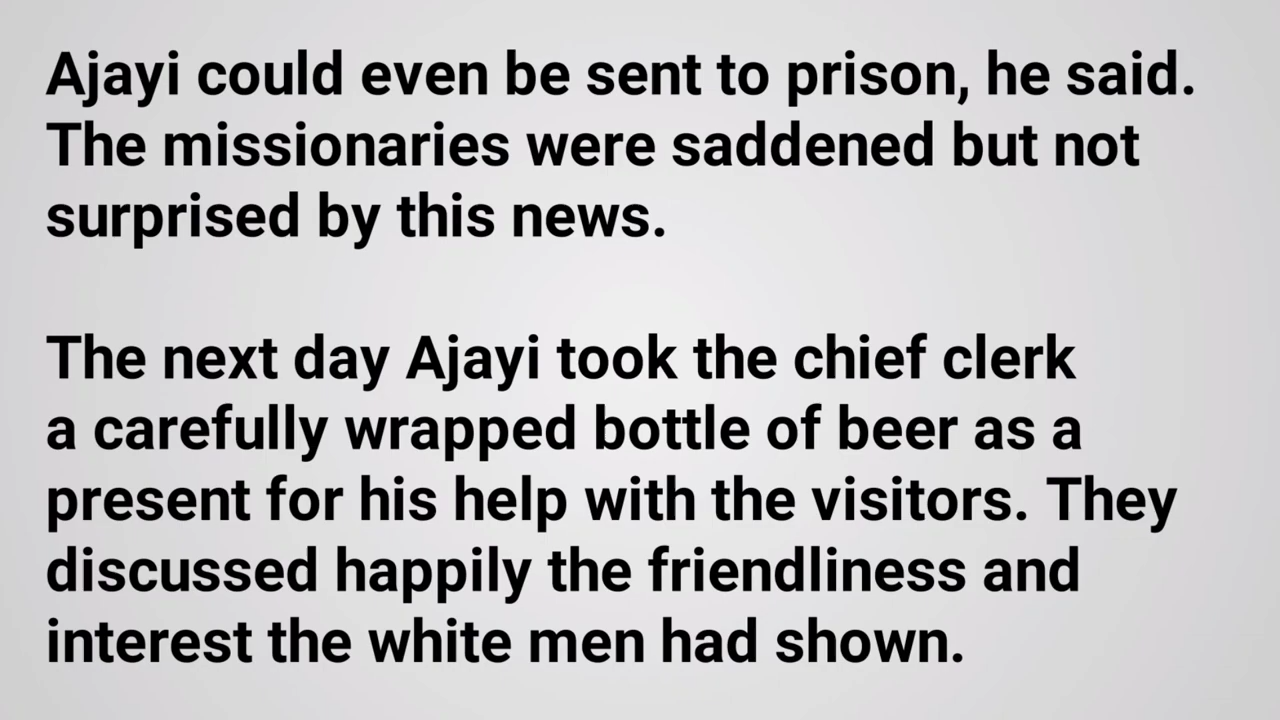 Ajayi could even be sent to prison, he said.
The missionaries were saddened but not
surprised by this news.
The next day Ajayi took the chief clerk
a carefully wrapped bottle of beer as a
present for his help with the visitors. They
discussed happily the friendliness and
interest the white men had shown.